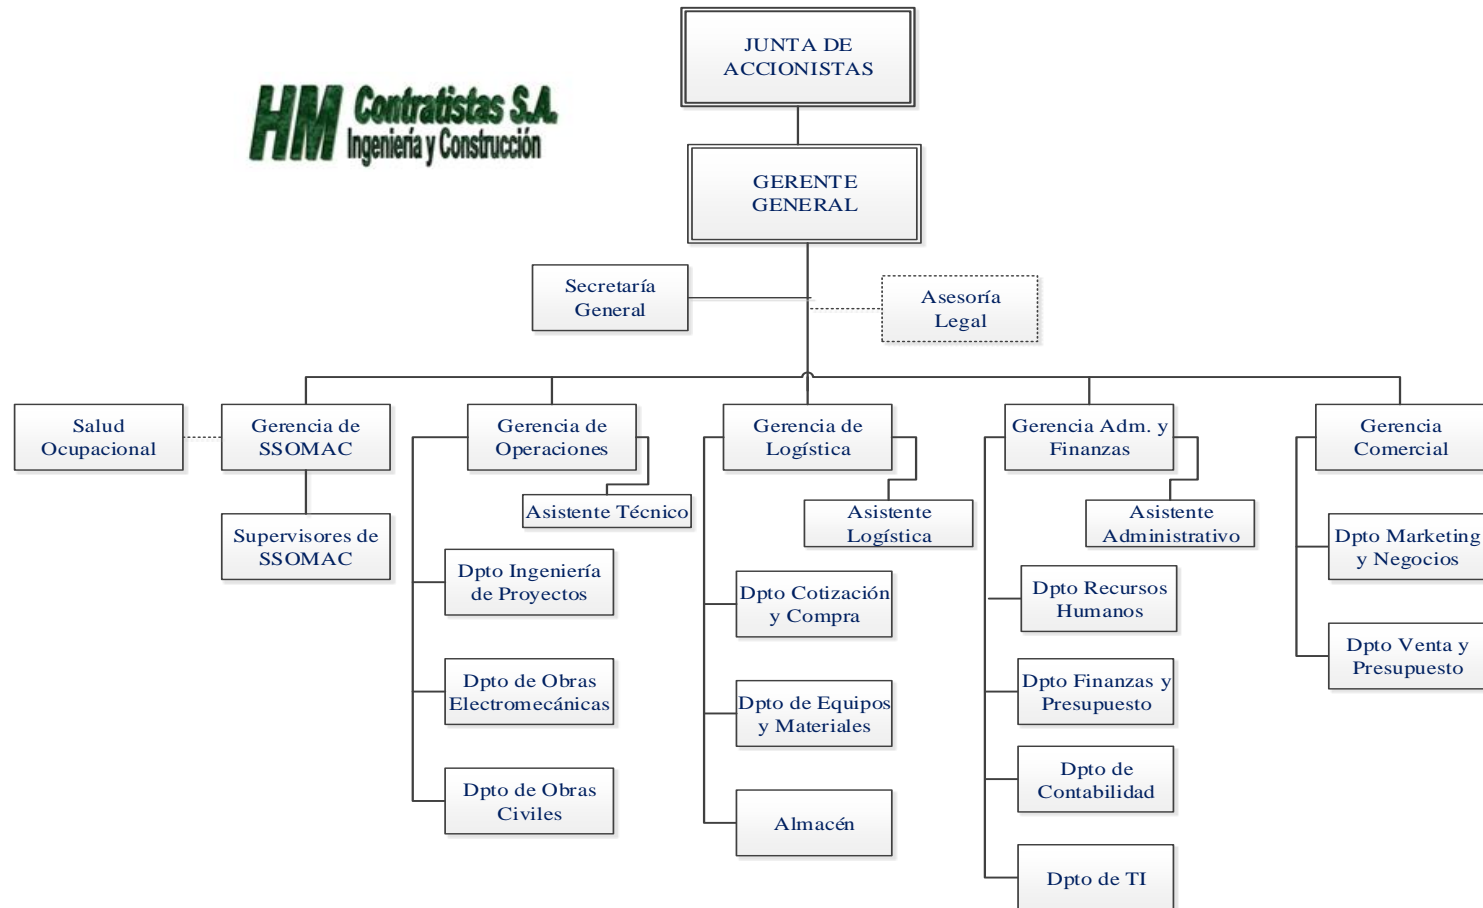 JUNTA DE
ACCIONISTAS
HM Contratistas S.A.
Ingeniería y Construcción
GERENTE
GENERAL
Secretaría
General
Asesoría
Legal
Salud
Ocupacional
Gerencia de
SSOMAC
Gerencia de
Operaciones
Gerencia de
Logística
Gerencia Adm. y
Finanzas
Gerencia
Comercial
Supervisores de
SSOMAC
Asistente Técnico
Asistente
Logística
Asistente
Administrativo
Dpto Ingeniería
de Proyectos
Dpto de Obras
Electromecánicas
Dpto de Obras
Civiles
Dpto Cotización
y Compra
Dpto de Equipos
y Materiales
Almacén
Dpto Recursos
Humanos
Dpto Finanzas y
Presupuesto
Dpto de
Contabilidad
Dpto de TI
Dpto Marketing
y Negocios
Dpto Venta y
Presupuesto